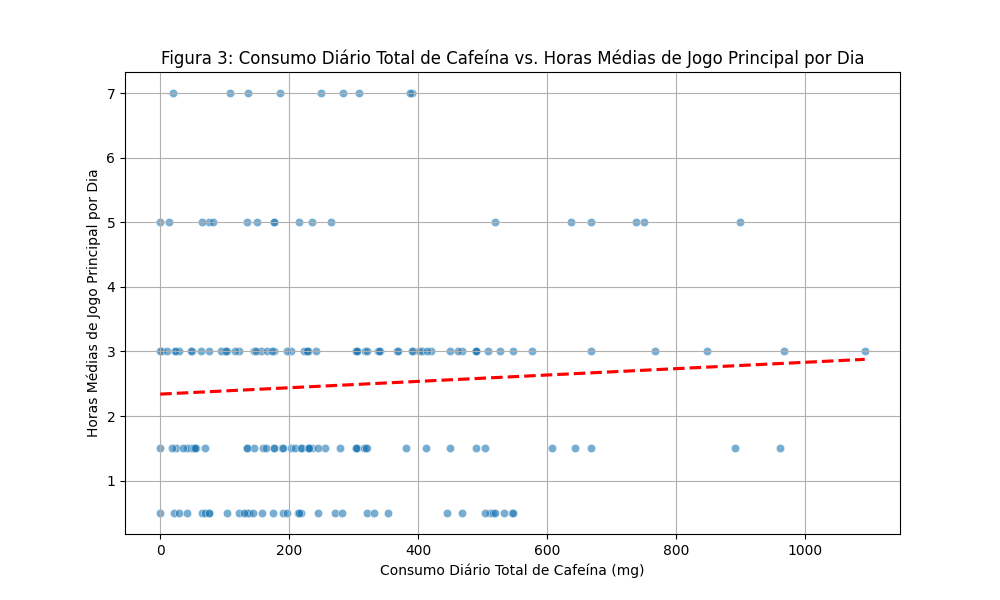 Figura 3: Consumo Diário Total de Cafeína vs. Horas Médias de Jogo Principal por Dia
7
6
5
4
3
2
1
Horas Médias de Jogo Principal por Dia
0 200 400 600 800 1000
Consumo Diário Total de Cafeína (mg)